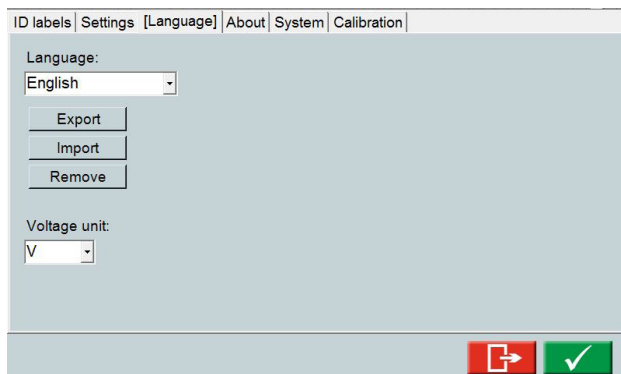 ID labels Settings [Language] About System Calibration
Language:
English
Export
Import
Remove
Voltage unit:
V